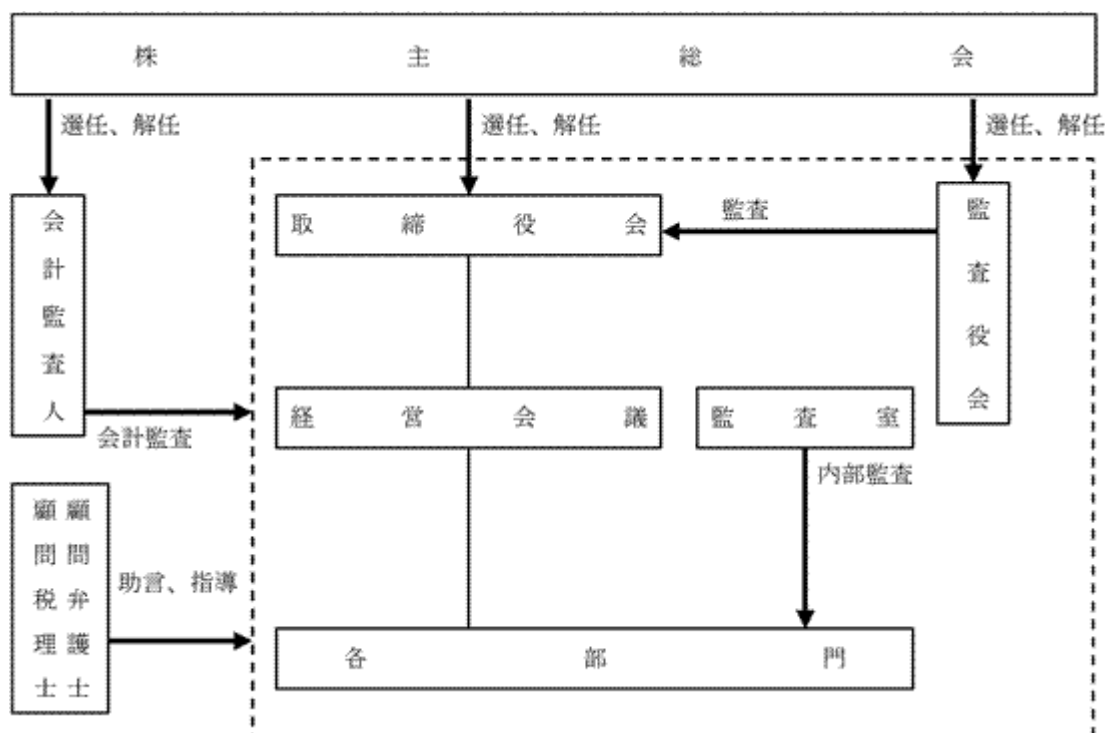 株主総会
選任、解任
選任、解任
選任、解任
会計監査人
取締役会
監査
監査役会
経営会議
監査室
会計監査
内部監査
顧問弁護士
顧問税理士
助言、指導
各部門